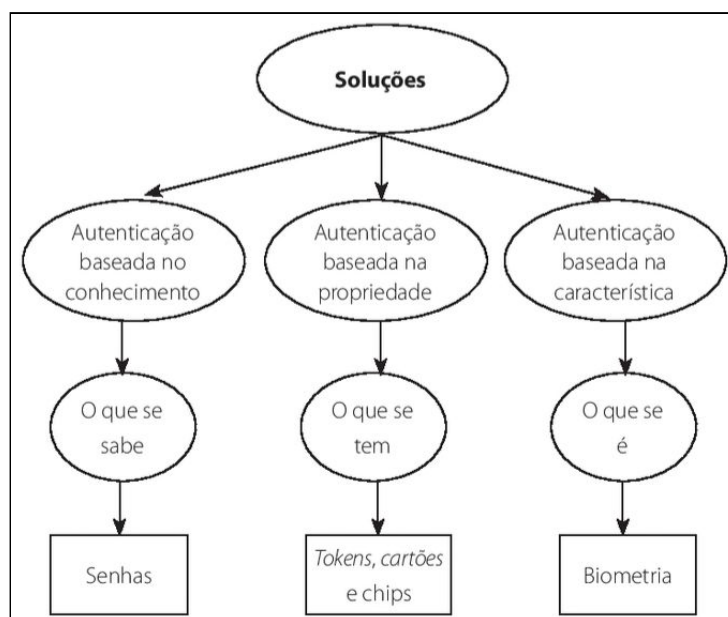 Soluções
Autenticação
baseada no
conhecimento
Autenticação
baseada na
propriedade
Autenticação
baseada na
característica
O que se
sabe
O que se
tem
O que se
é
Senhas
Tokens, cartões
e chips
Biometria